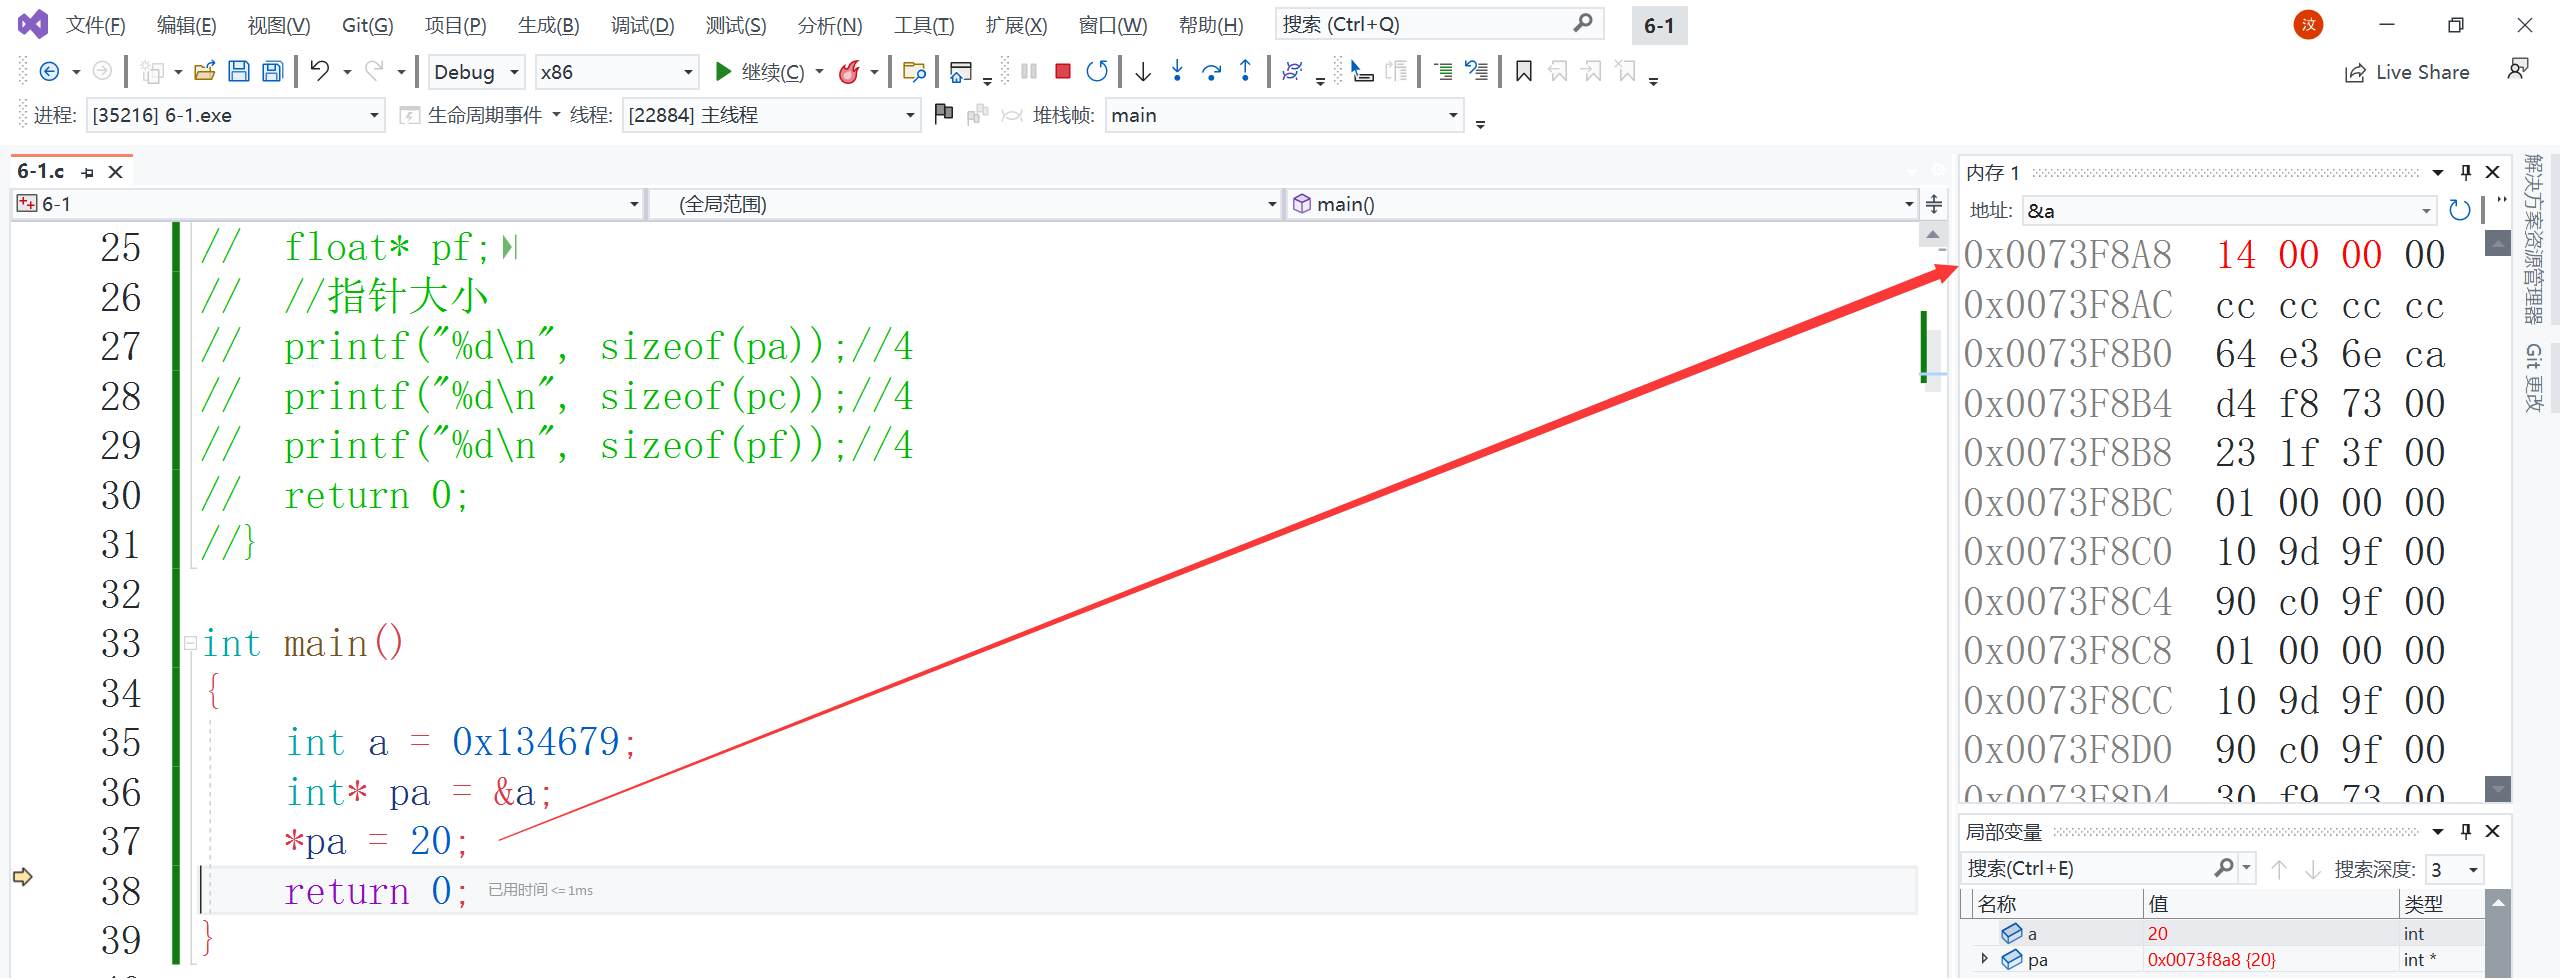 文件(F) 编辑(E) 视图(V) Git(G) 项目(P) 生成(B) 调试(D) 测试(S) 分析(N) 工具(T) 扩展(X) 窗口(W) 帮助(H) 搜索 (Ctrl+Q) 6-1 汶
Debug x86 继续(C) Live Share
进程: [35216] 6-1.exe 生命周期事件 线程: [22884] 主线程 堆栈帧: main
6-1.c
6-1 (全局范围) main()
25 // float* pf;
26 // //指针大小
27 // printf("%d\n", sizeof(pa));//4
28 // printf("%d\n", sizeof(pc));//4
29 // printf("%d\n", sizeof(pf));//4
30 // return 0;
31 //}
32
33 int main()
34 {
35 int a = 0x134679;
36 int* pa = &a;
37 *pa = 20;
38 return 0; 已用时间 <= 1ms
39 }
内存 1
地址: &a
0x0073F8A8 14 00 00 00
0x0073F8AC cc cc cc cc
0x0073F8B0 64 e3 6e ca
0x0073F8B4 d4 f8 73 00
0x0073F8B8 23 1f 3f 00
0x0073F8BC 01 00 00 00
0x0073F8C0 10 9d 9f 00
0x0073F8C4 90 c0 9f 00
0x0073F8C8 01 00 00 00
0x0073F8CC 10 9d 9f 00
0x0073F8D0 90 c0 9f 00
0x0073F8D4 30 f9 73 00
局部变量
搜索(Ctrl+E) 搜索深度: 3
名称 值 类型
a 20 int
pa 0x0073f8a8 {20} int *
解决方案资源管理器
Git 更改